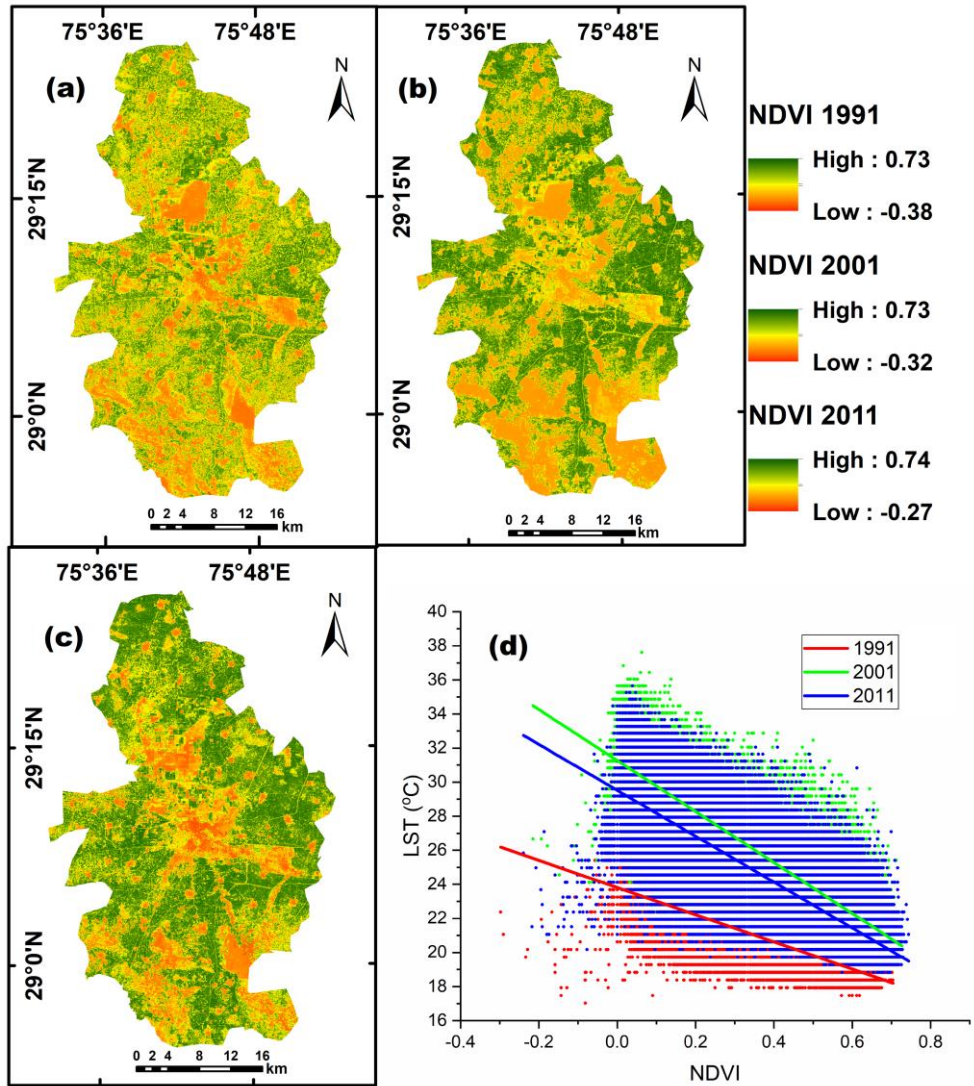 75°36'E 75°48'E
(a)
N
29°15'N
29°0'N
0 2 4 8 12 16
km
75°36'E 75°48'E
(b)
N
29°15'N
29°0'N
0 2 4 8 12 16
km
NDVI 1991
High : 0.73
Low : -0.38
NDVI 2001
High : 0.73
Low : -0.32
NDVI 2011
High : 0.74
Low : -0.27
75°36'E 75°48'E
(c)
N
29°15'N
29°0'N
0 2 4 8 12 16
km
(d)
1991
2001
2011
LST (°C)
40
38
36
34
32
30
28
26
24
22
20
18
16
-0.4 -0.2 0.0 0.2 0.4 0.6 0.8
NDVI